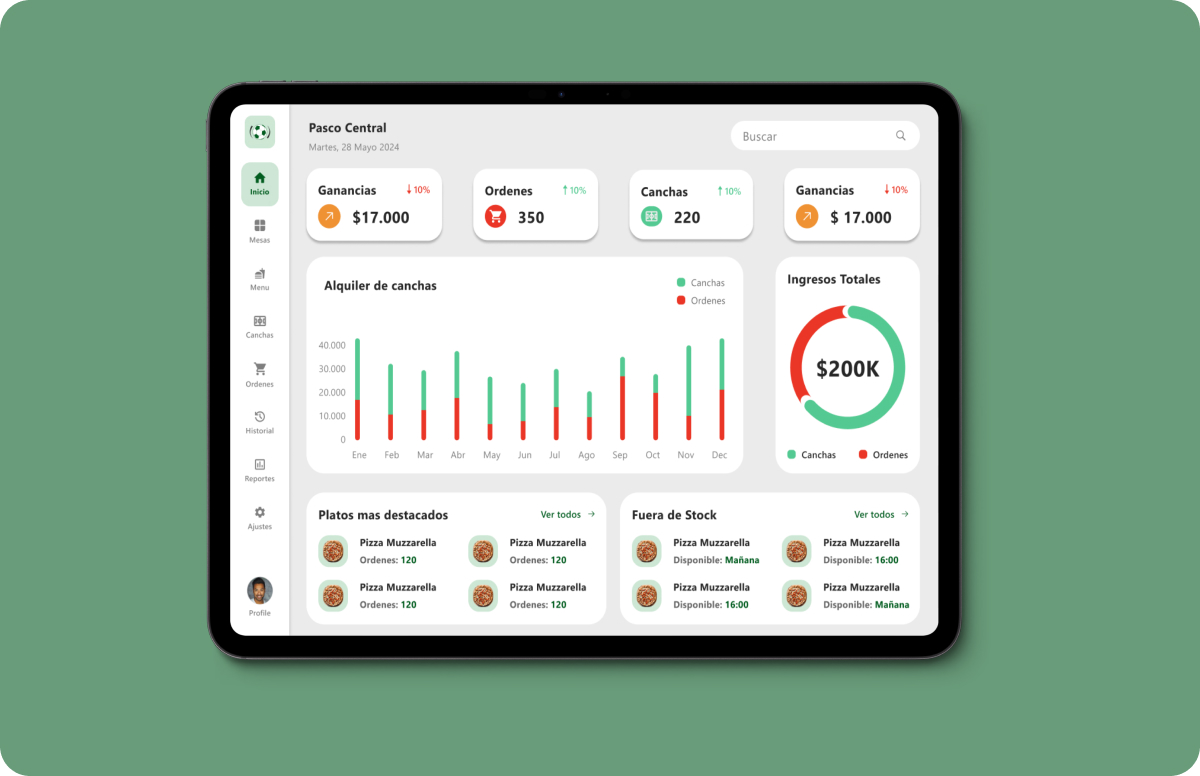 Pasco Central
Martes, 28 Mayo 2024
Buscar
Inicio
Mesas
Menu
Canchas
Ordenes
Historial
Reportes
Ajustes
Profile
Ganancias 10%
$17.000
Ordenes 10%
350
Canchas 10%
220
Ganancias 10%
$ 17.000
Alquiler de canchas
Canchas
Ordenes
40.000
30.000
20.000
10.000
0
Ene Feb Mar Abr May Jun Jul Ago Sep Oct Nov Dec
Ingresos Totales
$200K
Canchas Ordenes
Platos mas destacados Ver todos →
Pizza Muzzarella
Ordenes: 120
Pizza Muzzarella
Ordenes: 120
Pizza Muzzarella
Ordenes: 120
Pizza Muzzarella
Ordenes: 120
Fuera de Stock Ver todos →
Pizza Muzzarella
Disponible: Mañana
Pizza Muzzarella
Disponible: 16:00
Pizza Muzzarella
Disponible: 16:00
Pizza Muzzarella
Disponible: Mañana